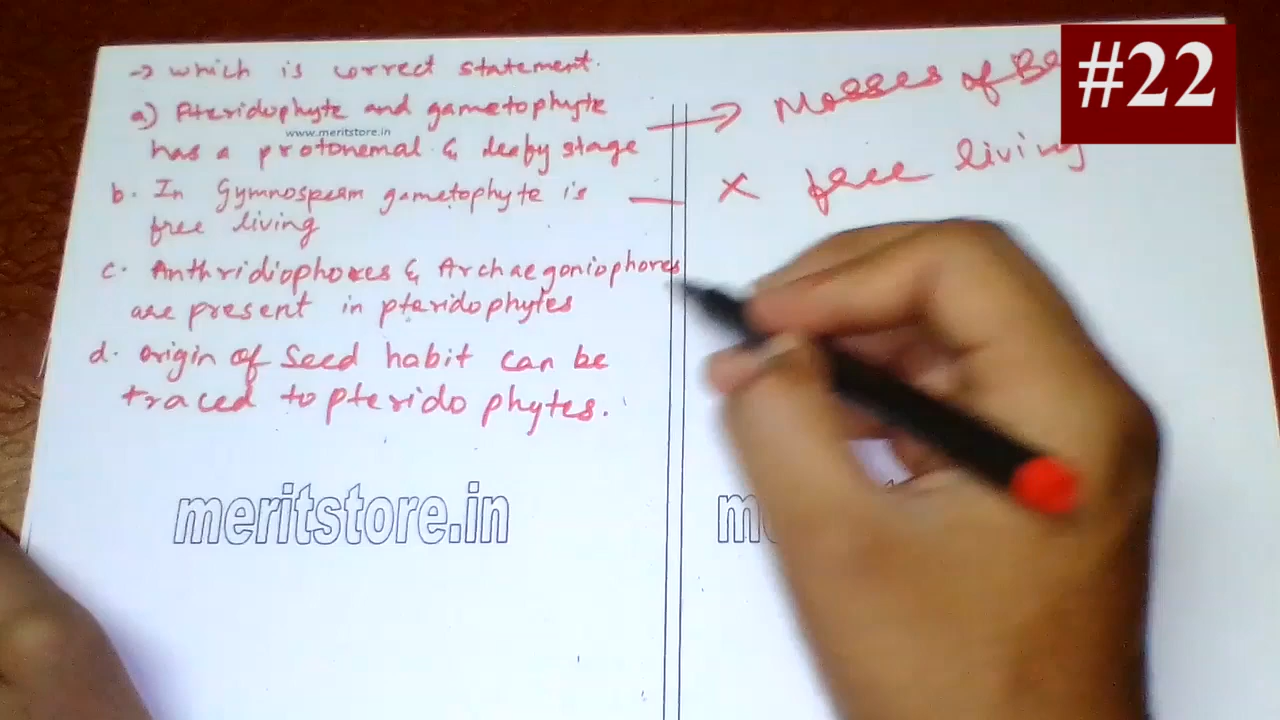 #22
→ which is correct statement.
a) Pteridophyte and gametophyte
www.meritstore.in
has a protonemal & leafy stage
→ Mosses of
b. In Gymnosperm gametophyte is
free living
— × free living
c. Anthridiophores & Archaegoniophores
are present in pteridophytes
d. origin of seed habit can be
traced to pteridophytes.
meritstore.in